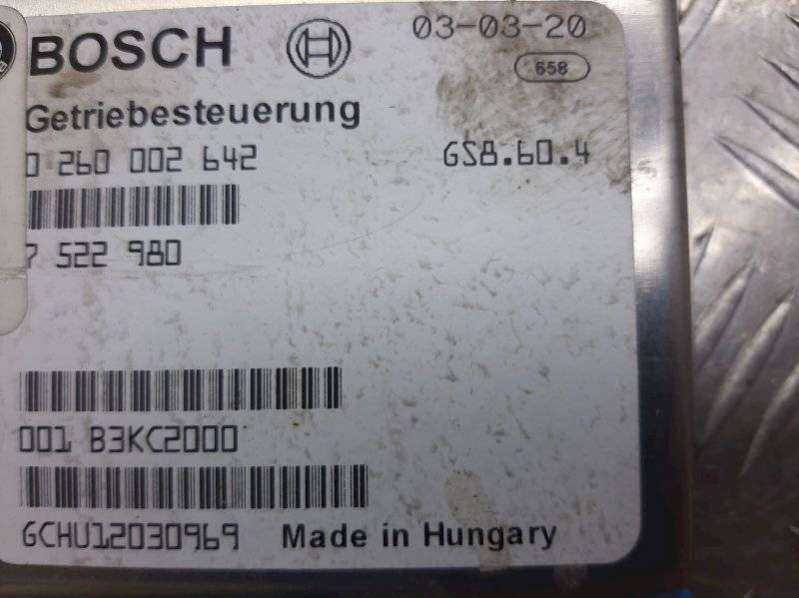 BOSCH 03-03-20
658
Getriebesteuerung
0 260 002 642 GS8.60.4
7 522 980
001 B3KC2000
GCHU12030969 Made in Hungary